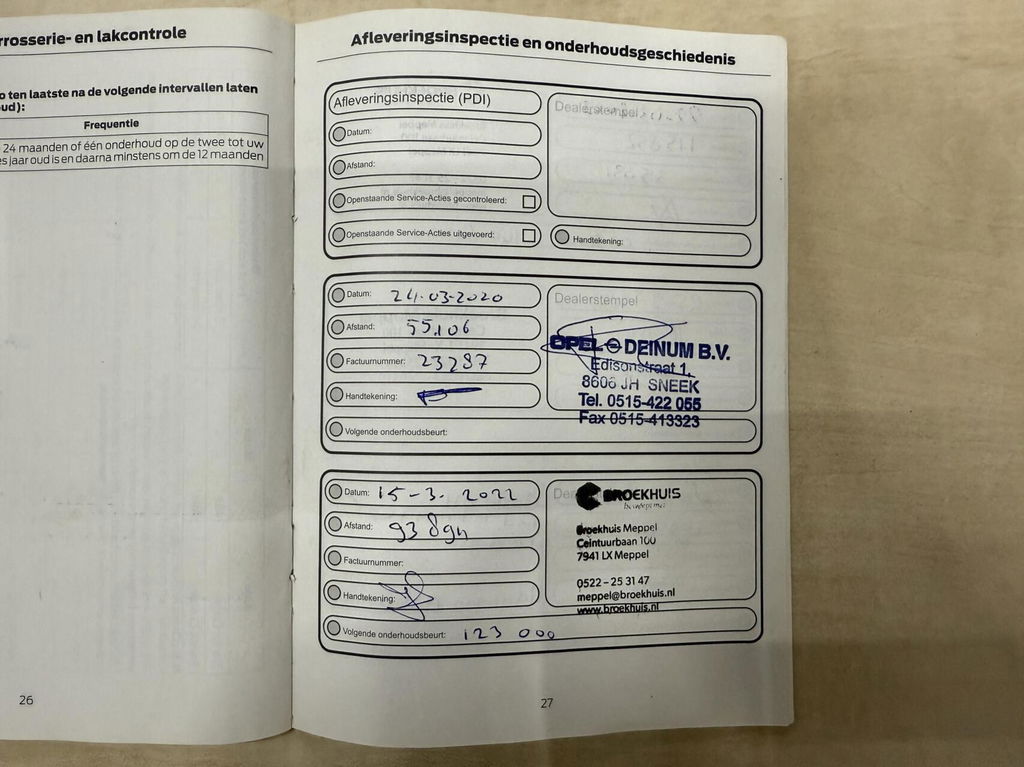 rrosserie- en lakcontrole
o ten laatste na de volgende intervallen laten
ud):
Frequentie
24 maanden of één onderhoud op de twee tot uw
es jaar oud is en daarna minstens om de 12 maanden
26
Afleveringsinspectie en onderhoudsgeschiedenis
Afleveringsinspectie (PDI)
Dealerstempel
Datum:
Afstand:
Openstaande Service-Acties gecontroleerd:
Openstaande Service-Acties uitgevoerd:
Handtekening:
Datum: 24-03-2020
Dealerstempel
Afstand: 55.106
OPEL DEINUM B.V.
Edisonstraat 1,
Factuurnummer: 23287
8606 JH SNEEK
Handtekening:
Tel. 0515-422 055
Fax 0515-413323
Volgende onderhoudsbeurt:
Datum: 15-3-2022
BROEKHUIS
Afstand:
Broekhuis Meppel
Ceintuurbaan 100
7941 LX Meppel
Factuurnummer:
0522-25 31 47
Handtekening:
meppel@broekhuis.nl
www.broekhuis.nl
Volgende onderhoudsbeurt: 123 000
27